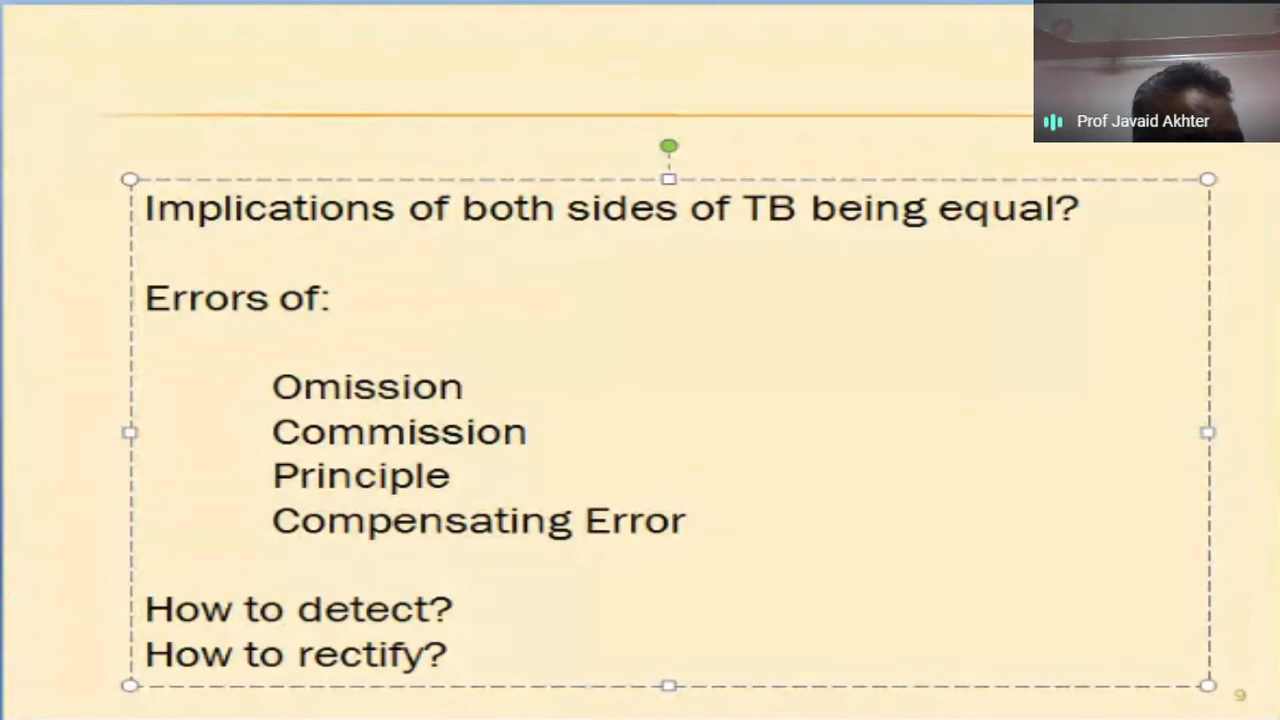 Prof Javaid Akhter
Implications of both sides of TB being equal?
Errors of:
Omission
Commission
Principle
Compensating Error
How to detect?
How to rectify?
9